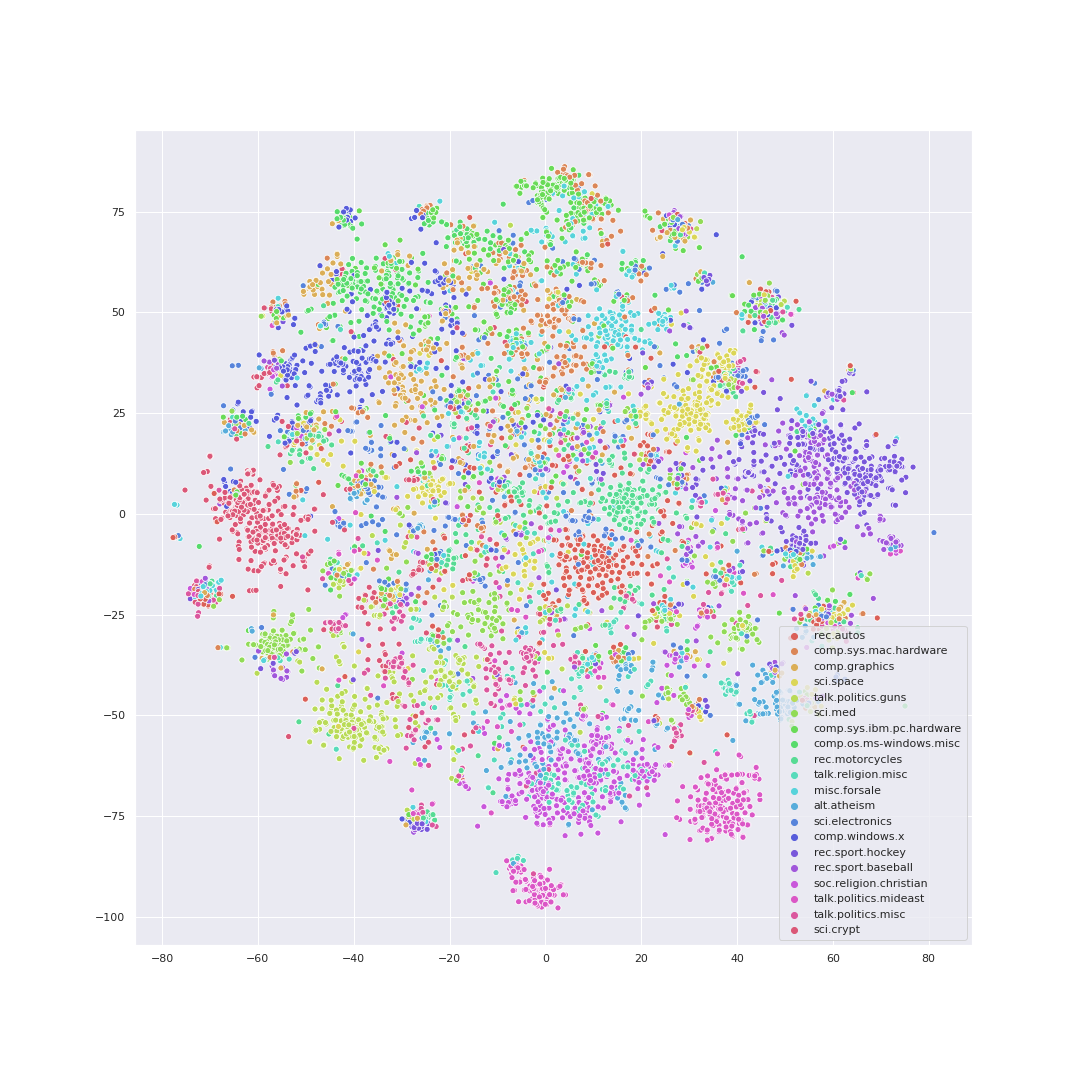 75
50
25
0
−25
−50
−75
−100
−80
−60
−40
−20
0
20
40
60
80
rec.autos
comp.sys.mac.hardware
comp.graphics
sci.space
talk.politics.guns
sci.med
comp.sys.ibm.pc.hardware
comp.os.ms-windows.misc
rec.motorcycles
talk.religion.misc
misc.forsale
alt.atheism
sci.electronics
comp.windows.x
rec.sport.hockey
rec.sport.baseball
soc.religion.christian
talk.politics.mideast
talk.politics.misc
sci.crypt